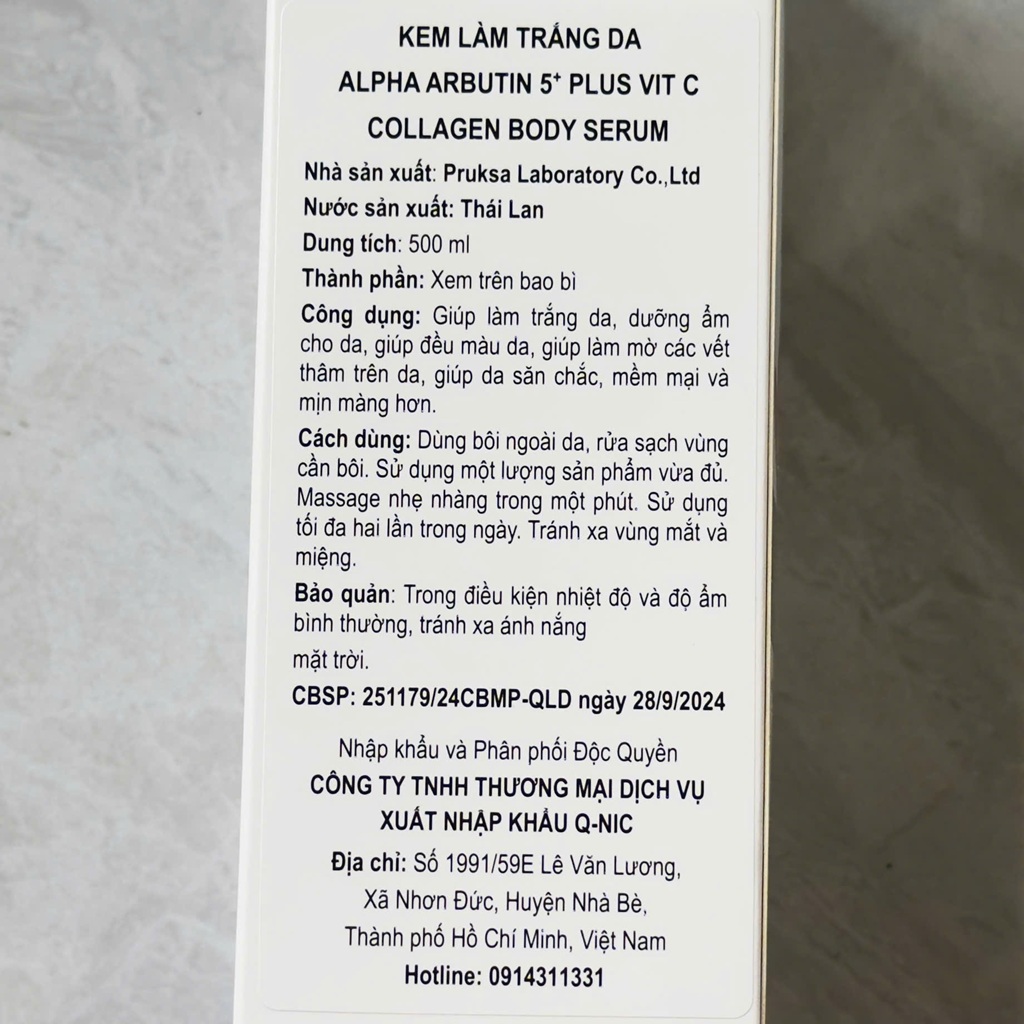 KEM LÀM TRẮNG DA
ALPHA ARBUTIN 5⁺ PLUS VIT C
COLLAGEN BODY SERUM
Nhà sản xuất: Pruksa Laboratory Co.,Ltd
Nước sản xuất: Thái Lan
Dung tích: 500 ml
Thành phần: Xem trên bao bì
Công dụng: Giúp làm trắng da, dưỡng ẩm
cho da, giúp đều màu da, giúp làm mờ các vết
thâm trên da, giúp da săn chắc, mềm mại và
mịn màng hơn.
Cách dùng: Dùng bôi ngoài da, rửa sạch vùng
cần bôi. Sử dụng một lượng sản phẩm vừa đủ.
Massage nhẹ nhàng trong một phút. Sử dụng
tối đa hai lần trong ngày. Tránh xa vùng mắt và
miệng.
Bảo quản: Trong điều kiện nhiệt độ và độ ẩm
bình thường, tránh xa ánh nắng
mặt trời.
CBSP: 251179/24CBMP-QLD ngày 28/9/2024
Nhập khẩu và Phân phối Độc Quyền
CÔNG TY TNHH THƯƠNG MẠI DỊCH VỤ
XUẤT NHẬP KHẨU Q-NIC
Địa chỉ: Số 1991/59E Lê Văn Lương,
Xã Nhơn Đức, Huyện Nhà Bè,
Thành phố Hồ Chí Minh, Việt Nam
Hotline: 0914311331